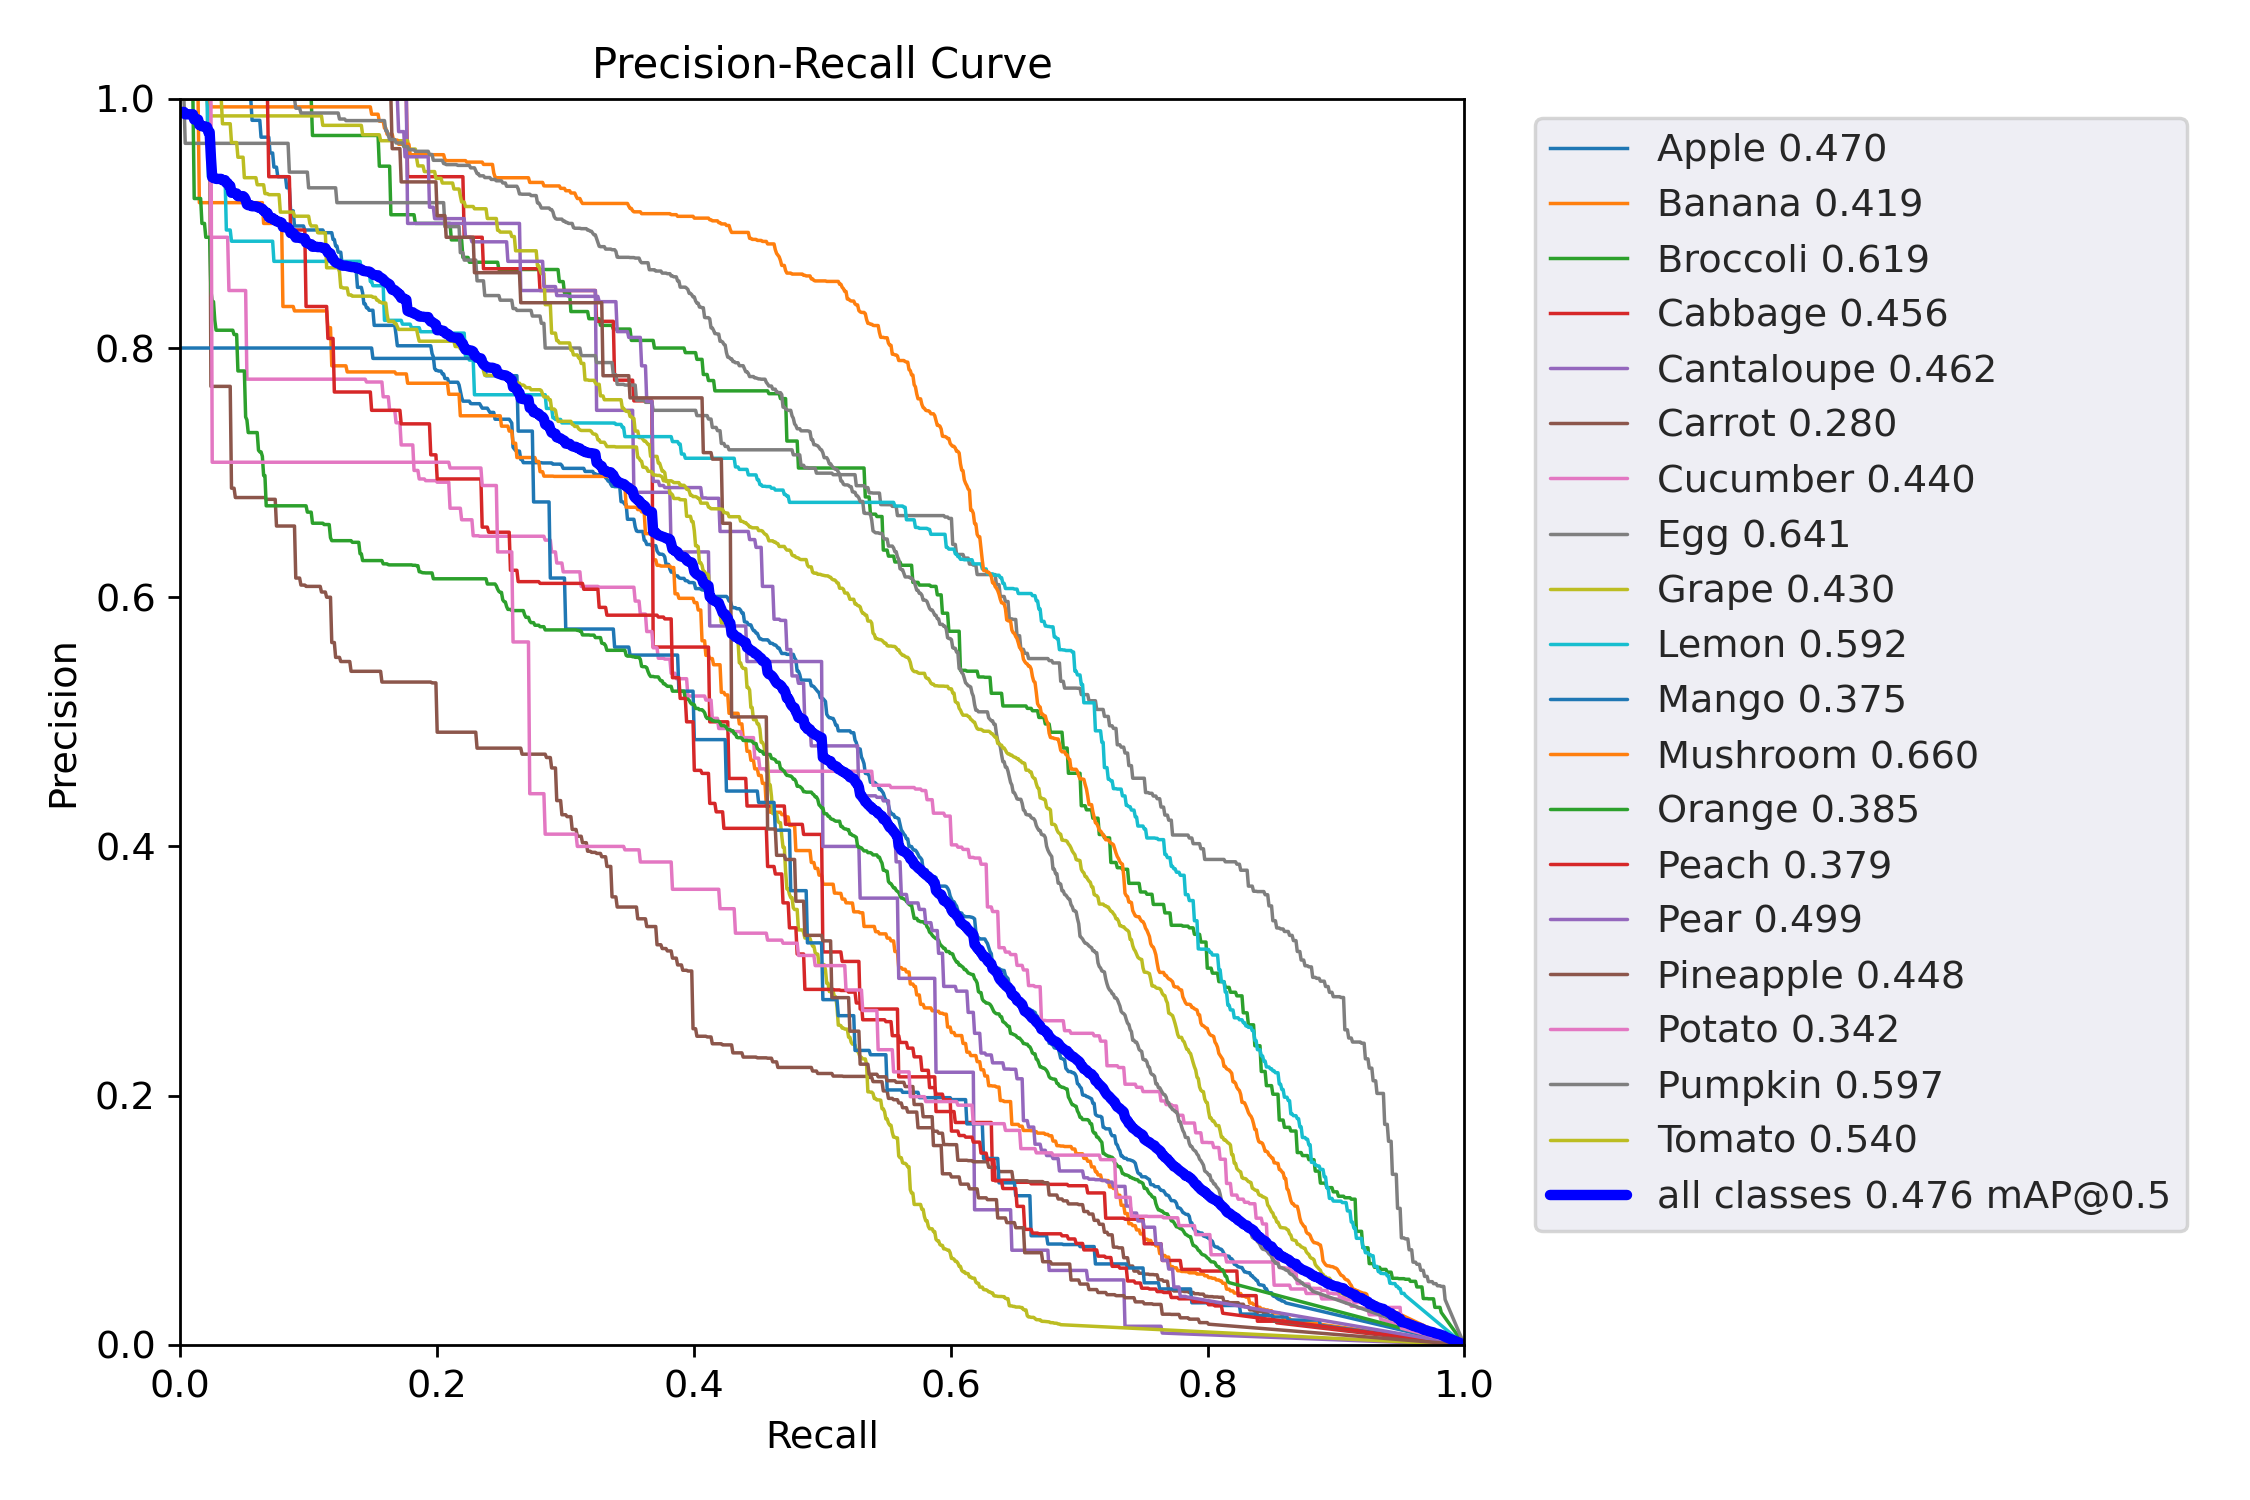 Precision-Recall Curve
1.0
0.8
0.6
0.4
0.2
0.0
Precision
0.0 0.2 0.4 0.6 0.8 1.0
Recall
Apple 0.470
Banana 0.419
Broccoli 0.619
Cabbage 0.456
Cantaloupe 0.462
Carrot 0.280
Cucumber 0.440
Egg 0.641
Grape 0.430
Lemon 0.592
Mango 0.375
Mushroom 0.660
Orange 0.385
Peach 0.379
Pear 0.499
Pineapple 0.448
Potato 0.342
Pumpkin 0.597
Tomato 0.540
all classes 0.476 mAP@0.5